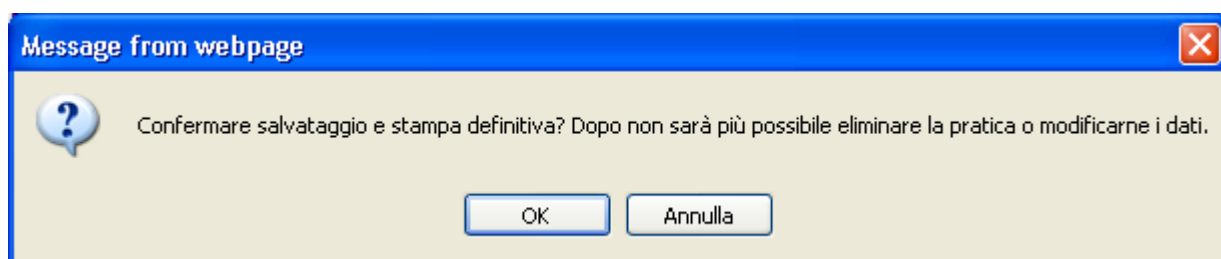 Message from webpage
Confermare salvataggio e stampa definitiva? Dopo non sarà più possibile eliminare la pratica o modificarne i dati.
OK
Annulla